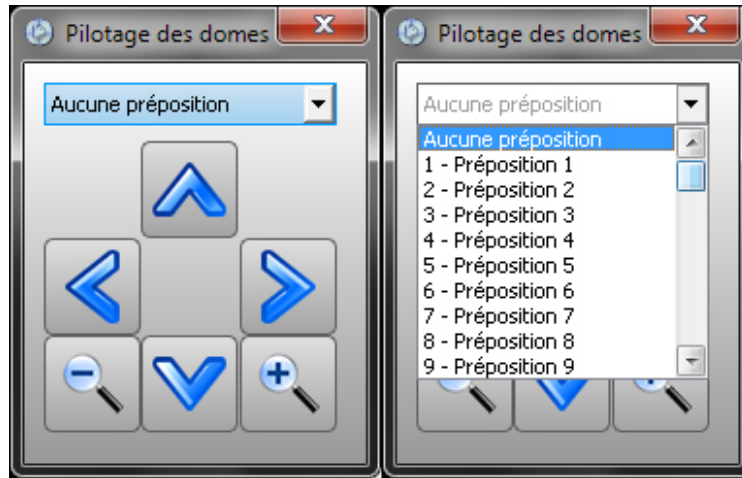 Pilotage des domes
Aucune préposition
Pilotage des domes
Aucune préposition
Aucune préposition
1 - Préposition 1
2 - Préposition 2
3 - Préposition 3
4 - Préposition 4
5 - Préposition 5
6 - Préposition 6
7 - Préposition 7
8 - Préposition 8
9 - Préposition 9